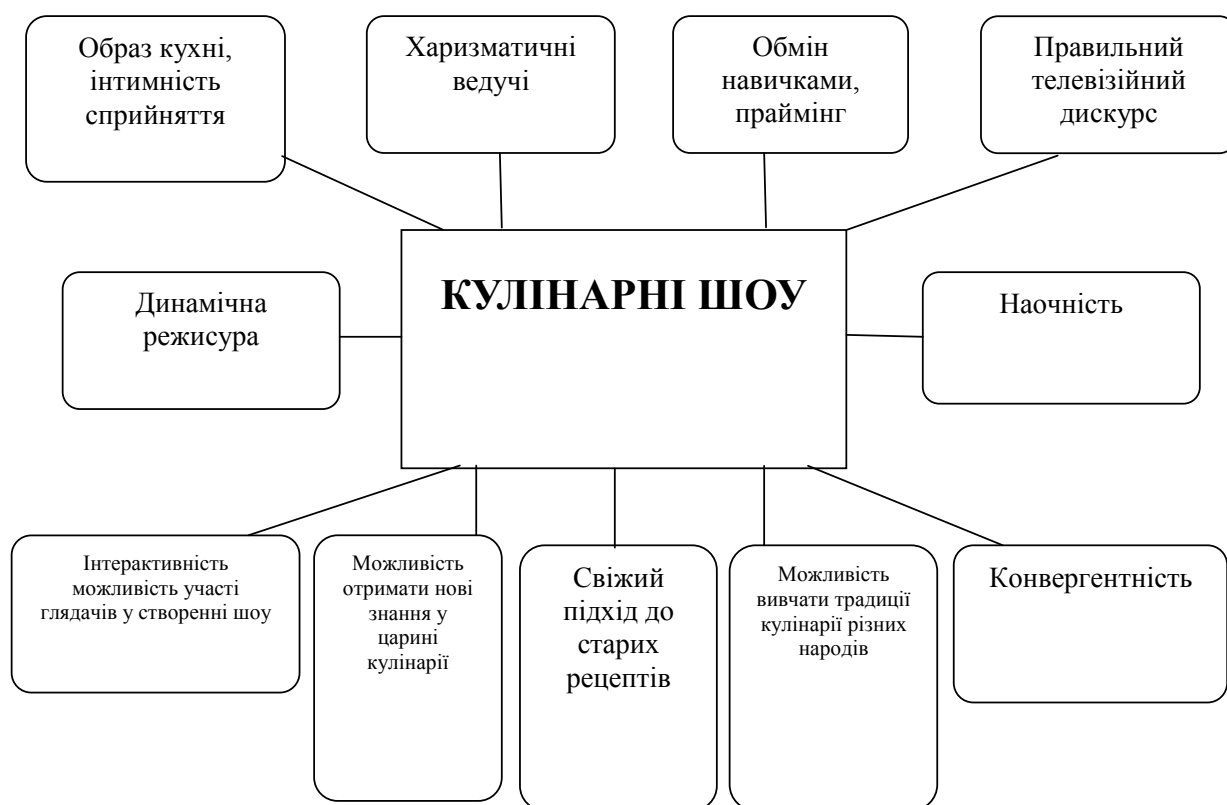 Образ кухні,
інтимність
сприйняття
Харизматичні
ведучі
Обмін
навичками,
праймінг
Правильний
телевізійний
дискурс
КУЛІНАРНІ ШОУ
Динамічна
режисура
Наочність
Інтерактивність
можливість участі
глядачів у створенні шоу
Можливість
отримати нові
знання у
царині
кулінарії
Свіжий
підхід до
старих
рецептів
Можливість
вивчати традиції
кулінарії різних
народів
Конвергентність